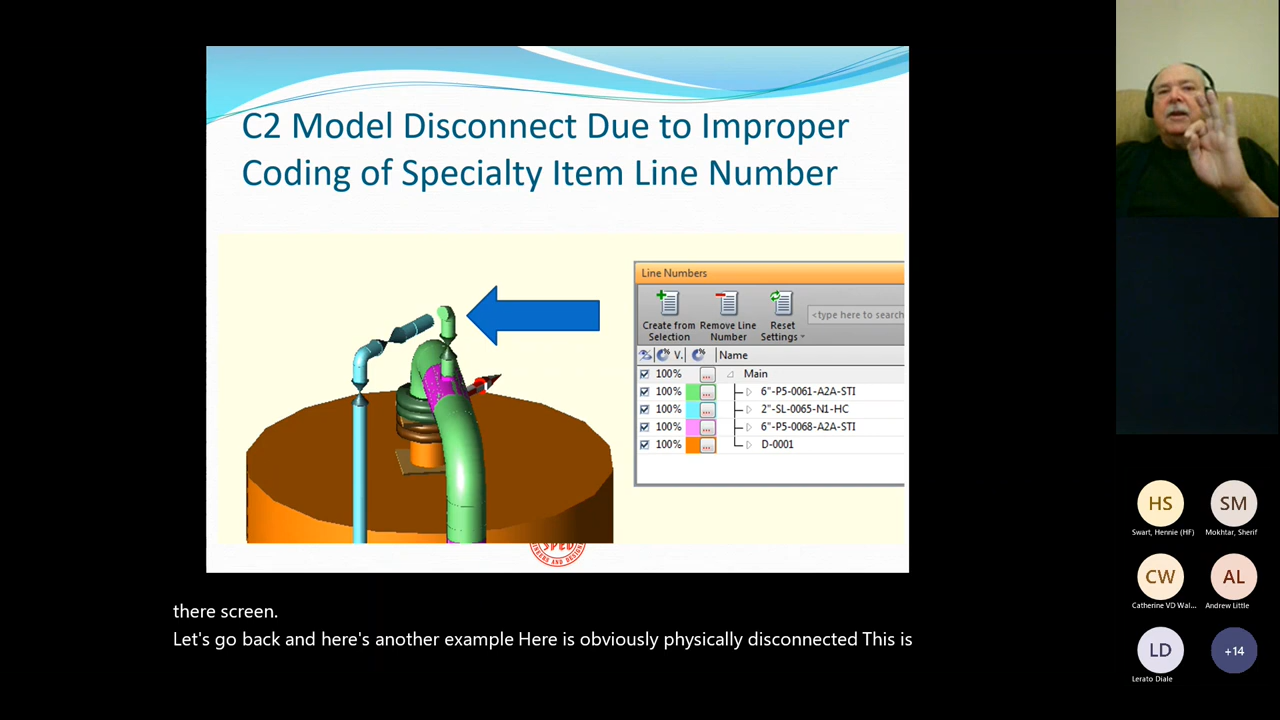 C2 Model Disconnect Due to Improper
Coding of Specialty Item Line Number
Line Numbers
Create from
Selection
Remove Line
Number
Reset
Settings
<type here to search
V.
Name
100%
Main
100%
6"-P5-0061-A2A-STI
100%
2"-SL-0065-N1-HC
100%
6"-P5-0068-A2A-STI
100%
D-0001
SPED
there screen.
Let's go back and here's another example Here is obviously physically disconnected This is
HS
Swart, Hennie (HF)
SM
Mokhtar, Sherif
CW
Catherine VD Wal...
AL
Andrew Little
LD
Lerato Diale
+14